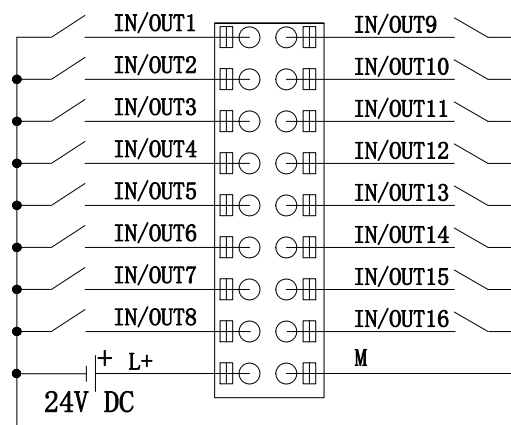 IN/OUT1 IN/OUT9
IN/OUT2 IN/OUT10
IN/OUT3 IN/OUT11
IN/OUT4 IN/OUT12
IN/OUT5 IN/OUT13
IN/OUT6 IN/OUT14
IN/OUT7 IN/OUT15
IN/OUT8 IN/OUT16
+ L+ M
24V DC